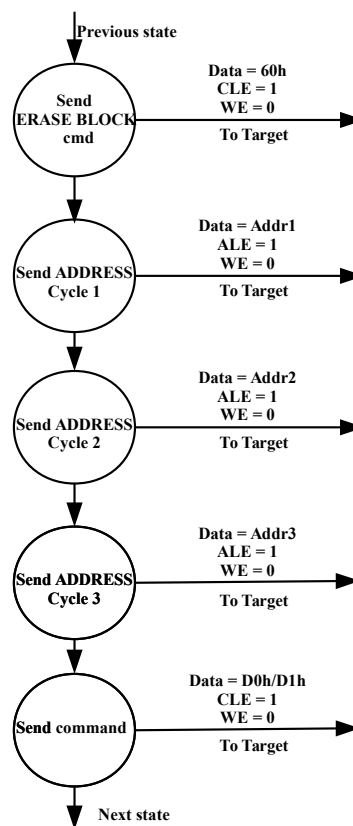 Previous state
Send
ERASE BLOCK
cmd
Data = 60h
CLE = 1
WE = 0
To Target
Send ADDRESS
Cycle 1
Data = Addr1
ALE = 1
WE = 0
To Target
Send ADDRESS
Cycle 2
Data = Addr2
ALE = 1
WE = 0
To Target
Send ADDRESS
Cycle 3
Data = Addr3
ALE = 1
WE = 0
To Target
Send command
Data = D0h/D1h
CLE = 1
WE = 0
To Target
Next state